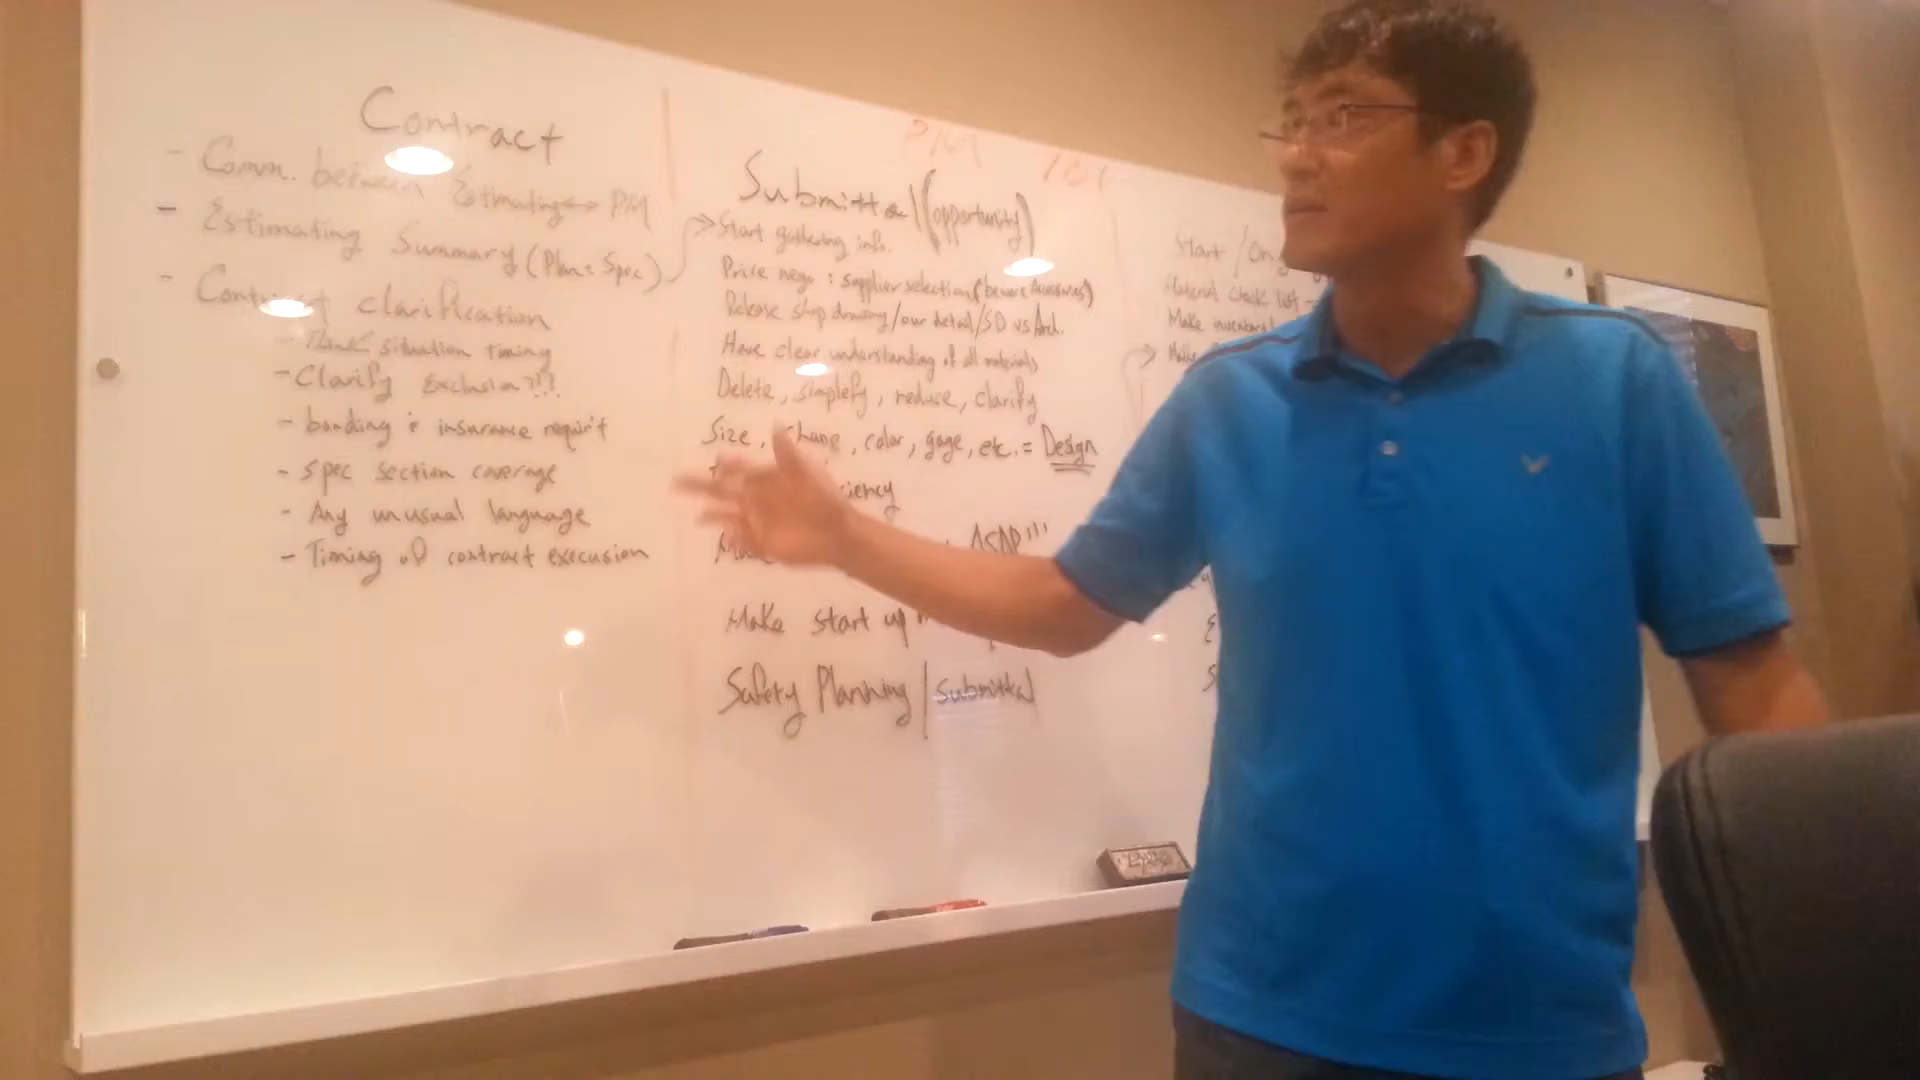 Contract
- Comm. between Estimating ↔ PM
- Estimating Summary (Plan & Spec)
- Contract clarification
situation timing
- Clarify Exclusion?!?
- bonding & insurance requir't
- Spec section coverage
- Any unusual language
- Timing of contract execusion
PM 101
Submittal (opportunity)
Start gathering info.
Price nego : supplier selection (beware Accessories)
Release shop drawing/our detail/SD vs Arch.
Have clear understanding of all materials
Delete, simplefy, reduce, clarify
Size, shape, color, gage, etc. = Design
ASAP!!!
Make start up
Safety Planning / submittal
Start /
Material check list -
Make
Make